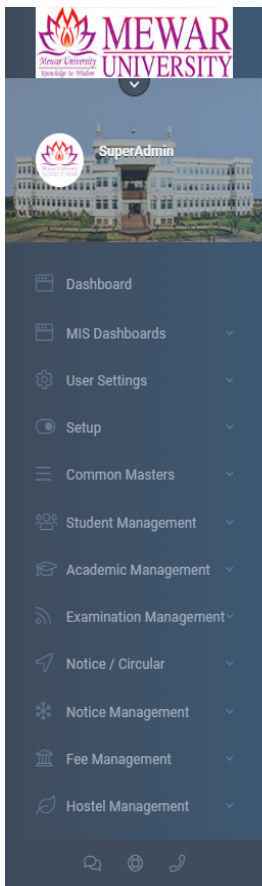 MEWAR
UNIVERSITY
Mewar University
Knowledge to Wisdom
SuperAdmin
Dashboard
MIS Dashboards
User Settings
Setup
Common Masters
Student Management
Academic Management
Examination Management
Notice / Circular
Notice Management
Fee Management
Hostel Management